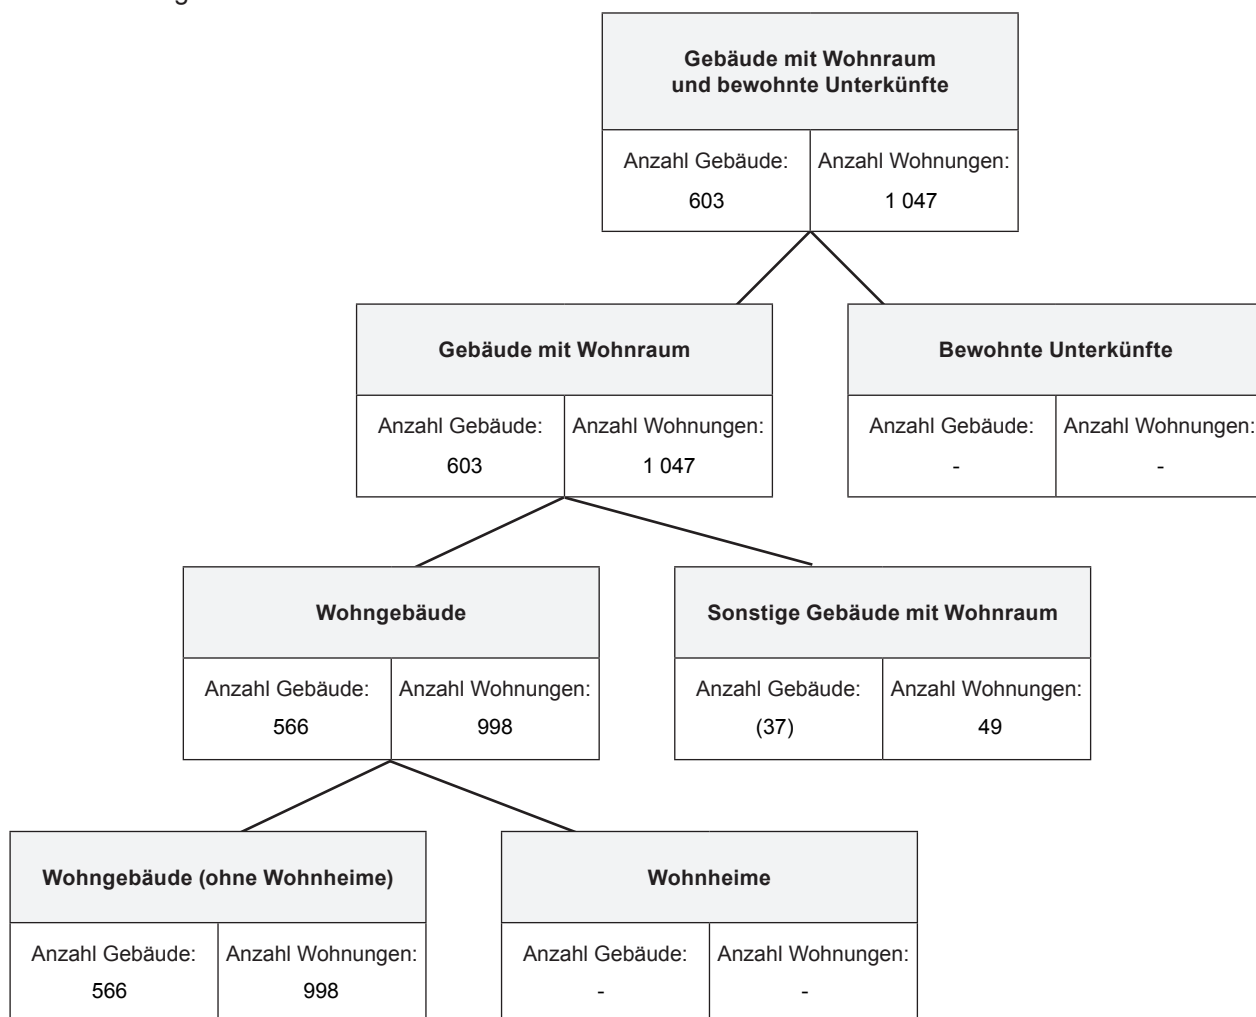 Gebäude mit Wohnraum
und bewohnte Unterkünfte
Anzahl Gebäude: Anzahl Wohnungen:
603 1 047
Gebäude mit Wohnraum
Anzahl Gebäude: Anzahl Wohnungen:
603 1 047
Bewohnte Unterkünfte
Anzahl Gebäude: Anzahl Wohnungen:
- -
Wohngebäude
Anzahl Gebäude: Anzahl Wohnungen:
566 998
Sonstige Gebäude mit Wohnraum
Anzahl Gebäude: Anzahl Wohnungen:
(37) 49
Wohngebäude (ohne Wohnheime)
Anzahl Gebäude: Anzahl Wohnungen:
566 998
Wohnheime
Anzahl Gebäude: Anzahl Wohnungen:
- -